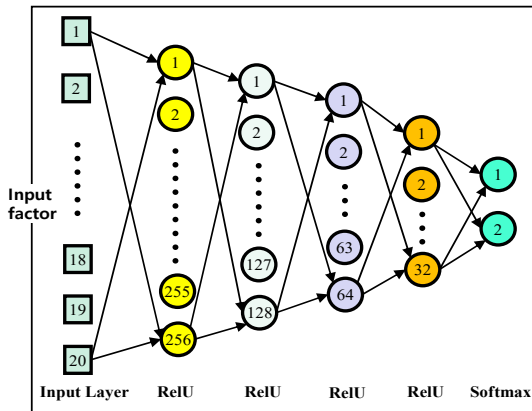 1
2
18
19
20
Input
factor
1
2
255
256
1
2
127
128
1
2
63
64
1
2
32
1
2
Input Layer
RelU
RelU
RelU
RelU
Softmax